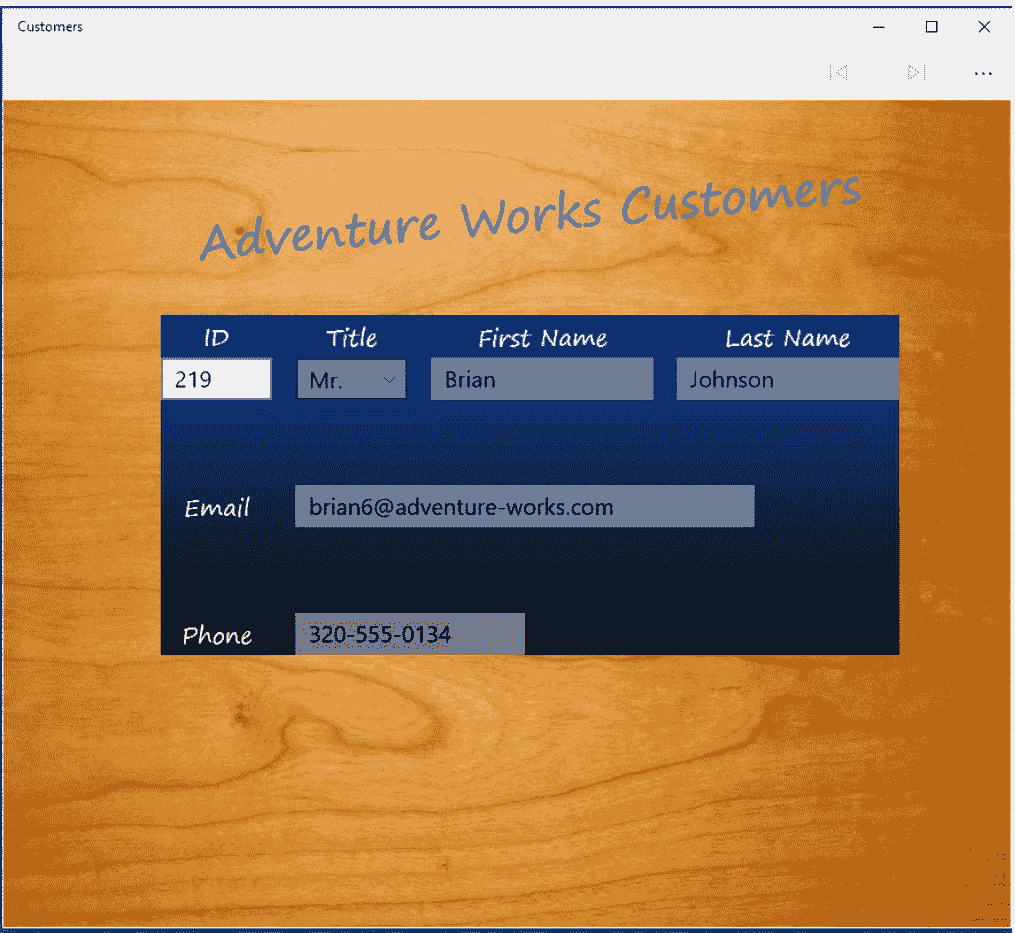 Customers
Adventure Works Customers
ID Title First Name Last Name
219 Mr. Brian Johnson
Email brian6@adventure-works.com
Phone 320-555-0134